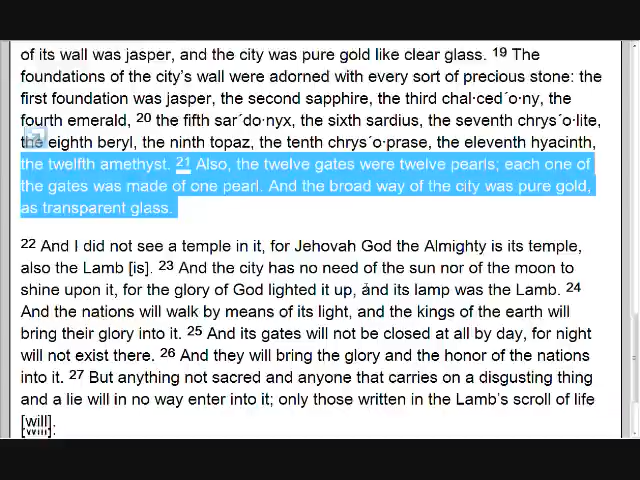 of its wall was jasper, and the city was pure gold like clear glass. 19 The
foundations of the city's wall were adorned with every sort of precious stone: the
first foundation was jasper, the second sapphire, the third chal·ced´o·ny, the
fourth emerald, 20 the fifth sar´do·nyx, the sixth sardius, the seventh chrys´o·lite,
the eighth beryl, the ninth topaz, the tenth chrys´o·prase, the eleventh hyacinth,
the twelfth amethyst. 21 Also, the twelve gates were twelve pearls; each one of
the gates was made of one pearl. And the broad way of the city was pure gold,
as transparent glass.
22 And I did not see a temple in it, for Jehovah God the Almighty is its temple,
also the Lamb [is]. 23 And the city has no need of the sun nor of the moon to
shine upon it, for the glory of God lighted it up, and its lamp was the Lamb. 24
And the nations will walk by means of its light, and the kings of the earth will
bring their glory into it. 25 And its gates will not be closed at all by day, for night
will not exist there. 26 And they will bring the glory and the honor of the nations
into it. 27 But anything not sacred and anyone that carries on a disgusting thing
and a lie will in no way enter into it; only those written in the Lamb's scroll of life
[will].